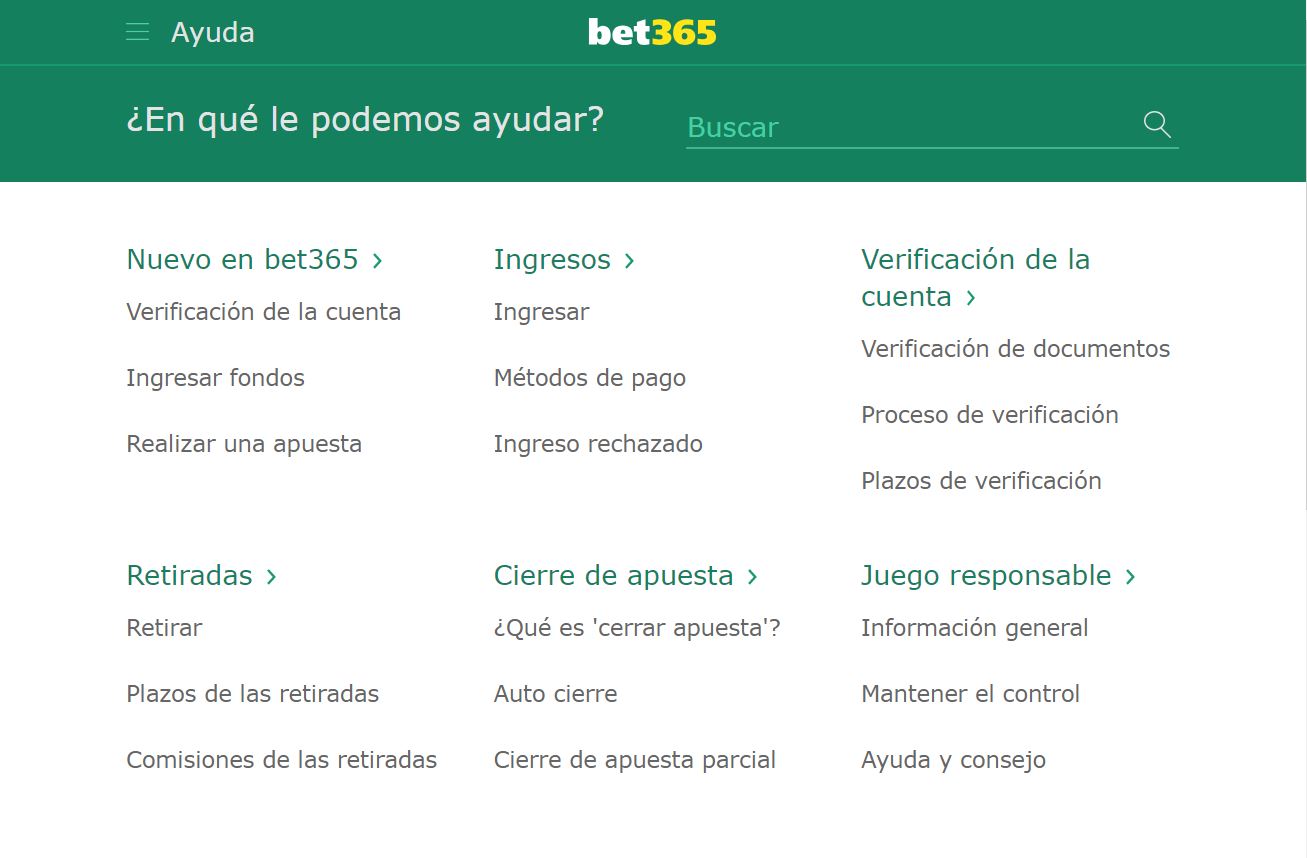 Ayuda
bet365
¿En qué le podemos ayudar?
Buscar
Nuevo en bet365
Verificación de la cuenta
Ingresar fondos
Realizar una apuesta
Ingresos
Ingresar
Métodos de pago
Ingreso rechazado
Verificación de la
cuenta
Verificación de documentos
Proceso de verificación
Plazos de verificación
Retiradas
Retirar
Plazos de las retiradas
Comisiones de las retiradas
Cierre de apuesta
¿Qué es 'cerrar apuesta'?
Auto cierre
Cierre de apuesta parcial
Juego responsable
Información general
Mantener el control
Ayuda y consejo